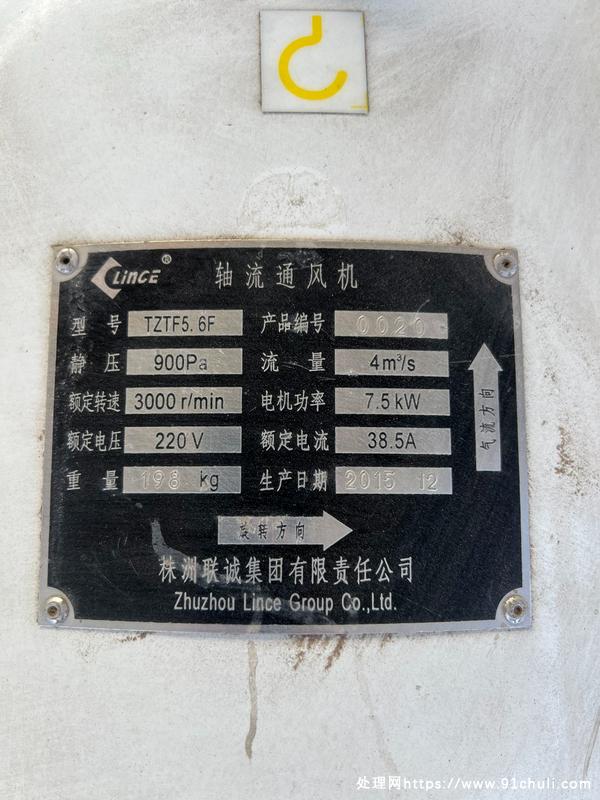 LINCE ® 轴流通风机
型号 TZTF5.6F 产品编号 0020
静压 900Pa 流量 4m³/s
额定转速 3000 r/min 电机功率 7.5kW
额定电压 220V 额定电流 38.5A
重量 198 kg 生产日期 2015 12
气流方向
旋转方向
株洲联诚集团有限责任公司
Zhuzhou Lince Group Co.,Ltd.
处理网https://www.91chuli.com